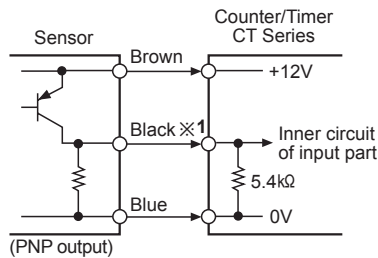 Counter/Timer
CT Series
Sensor
Brown
+12V
Black ※1
Inner circuit
of input part
5.4kΩ
Blue
0V
(PNP output)